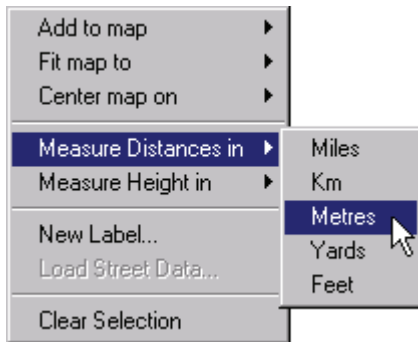 Add to map
Fit map to
Center map on
Measure Distances in
Measure Height in
New Label...
Load Street Data...
Clear Selection
Miles
Km
Metres
Yards
Feet